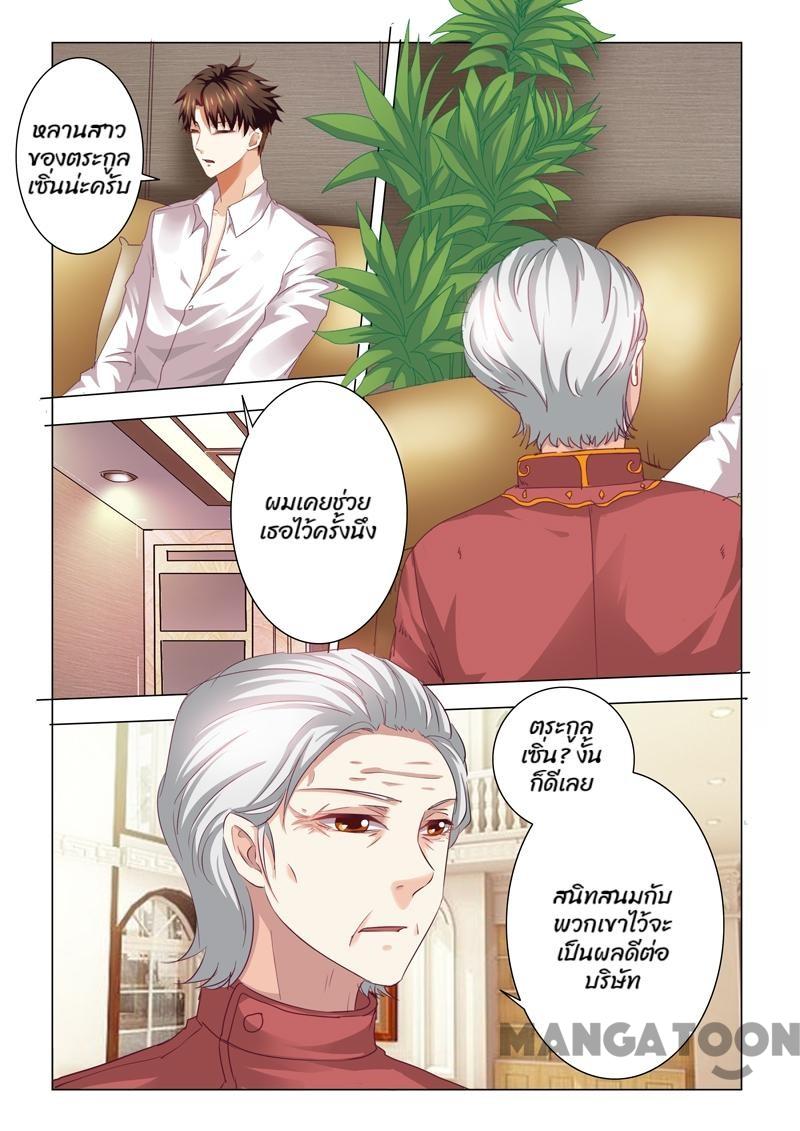 หลานสาว
ของตระกูล
เซิ่นน่ะครับ
ผมเคยช่วย
เธอไว้ครั้งนึง
ตระกูล
เซิ่น? งั้น
ก็ดีเลย
สนิทสนมกับ
พวกเขาไว้จะ
เป็นผลดีต่อ
บริษัท
MANGATOON